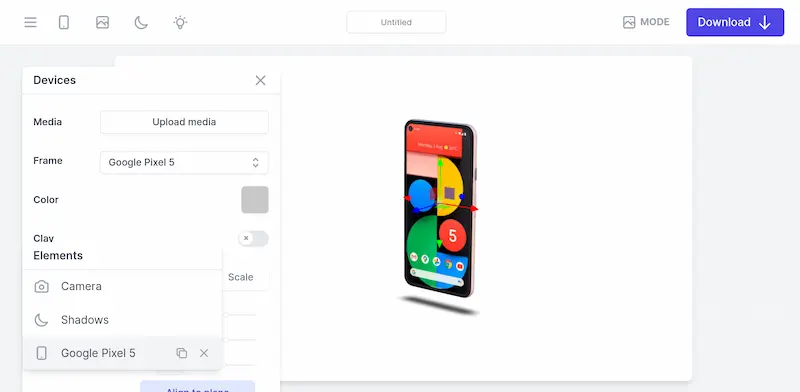 Untitled
MODE
Download
Devices
Media
Upload media
Frame
Google Pixel 5
Color
Clay
Elements
Scale
Camera
Shadows
Google Pixel 5
Align to plane
5